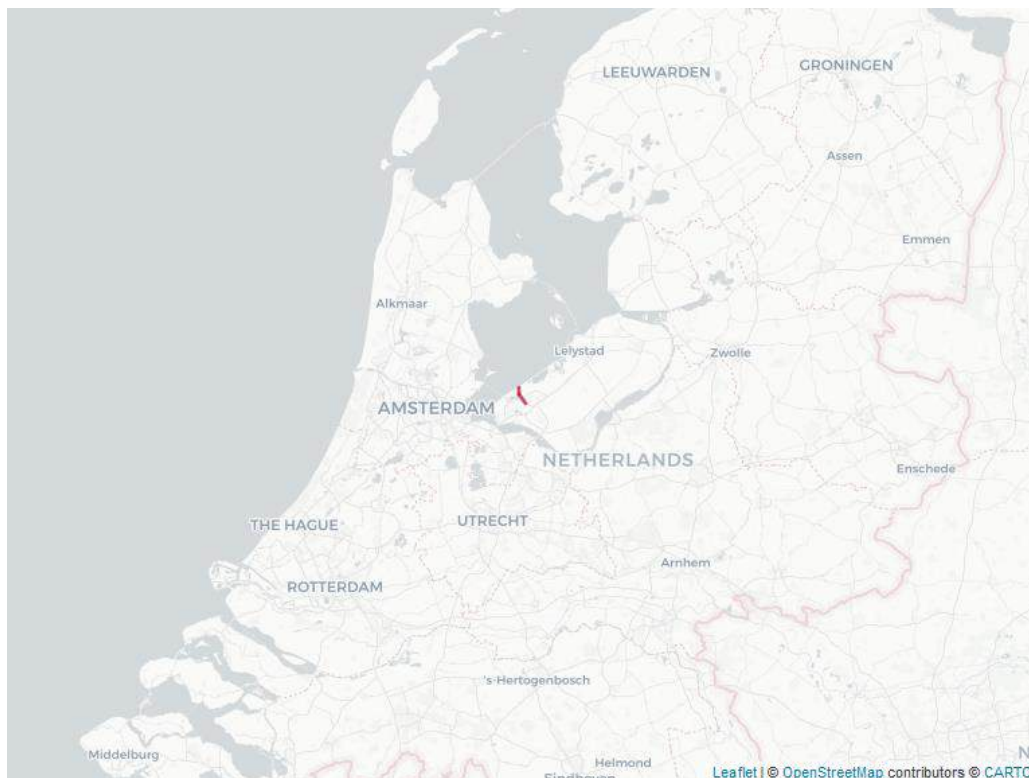 LEEUWARDEN
GRONINGEN
Assen
Emmen
Alkmaar
Lelystad
Zwolle
AMSTERDAM
NETHERLANDS
Enschede
THE HAGUE
UTRECHT
Arnhem
ROTTERDAM
's-Hertogenbosch
Middelburg
Helmond
Eindhoven
Leaflet | © OpenStreetMap contributors © CARTO